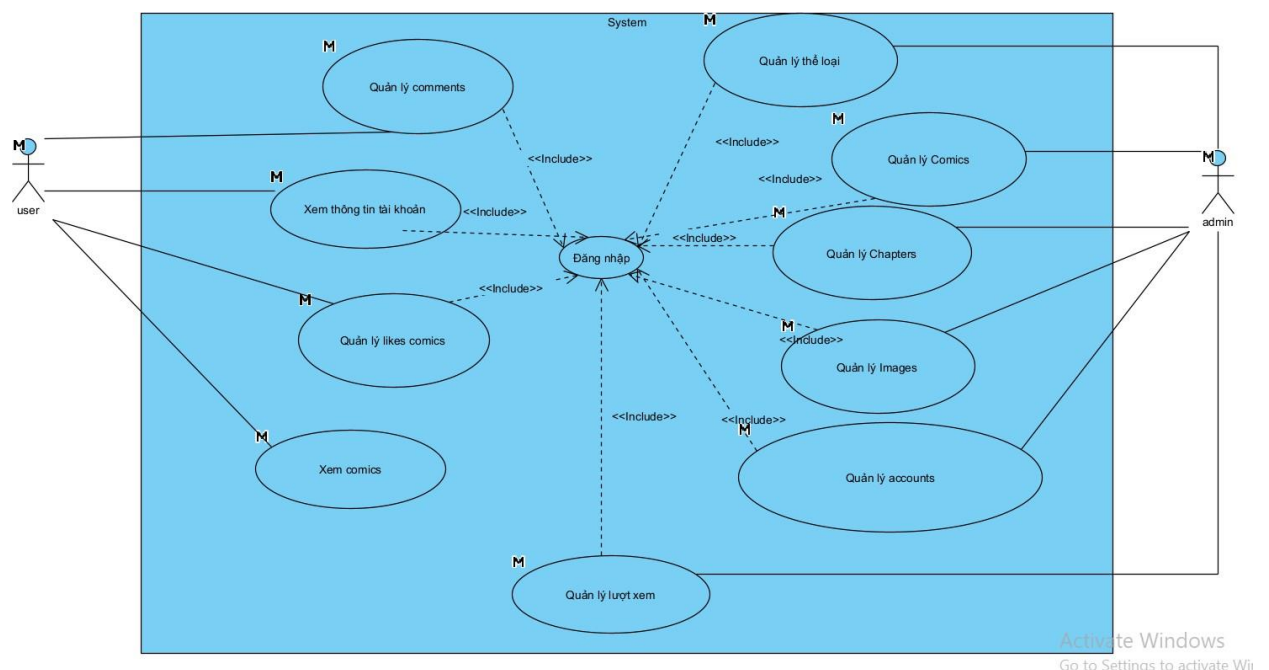 System
M
Quản lý thể loại
M
Quản lý comments
M
Quản lý Comics
M
user
M
admin
<<Include>>
<<Include>>
<<Include>>
M
Xem thông tin tài khoản
<<Include>>
M
<<Include>>
Quản lý Chapters
Đăng nhập
<<Include>>
M
Quản lý likes comics
M
<<Include>>
Quản lý Images
<<Include>>
<<Include>>
M
M
Xem comics
Quản lý accounts
M
Quản lý lượt xem
Activate Windows
Go to Settings to activate Wi